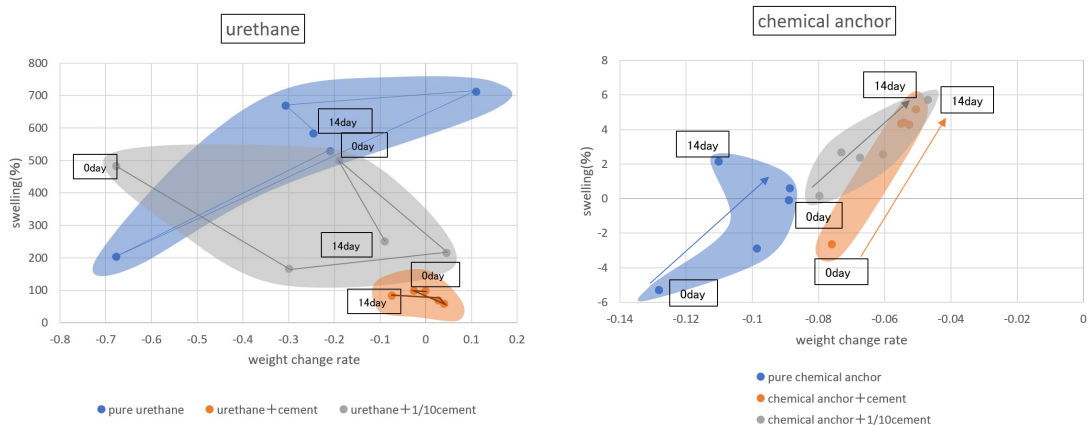 urethane
800
700
600
500
400
300
200
100
0
swelling(%)
-0.8
-0.7
-0.6
-0.5
-0.4
-0.3
-0.2
-0.1
0
0.1
0.2
weight change rate
14day
0day
0day
14day
0day
14day
pure urethane
urethane＋cement
urethane＋1/10cement
chemical anchor
8
6
4
2
0
-2
-4
-6
swelling(%)
-0.14
-0.12
-0.1
-0.08
-0.06
-0.04
-0.02
0
weight change rate
14day
14day
14day
0day
0day
0day
pure chemical anchor
chemical anchor＋cement
chemical anchor＋1/10cement